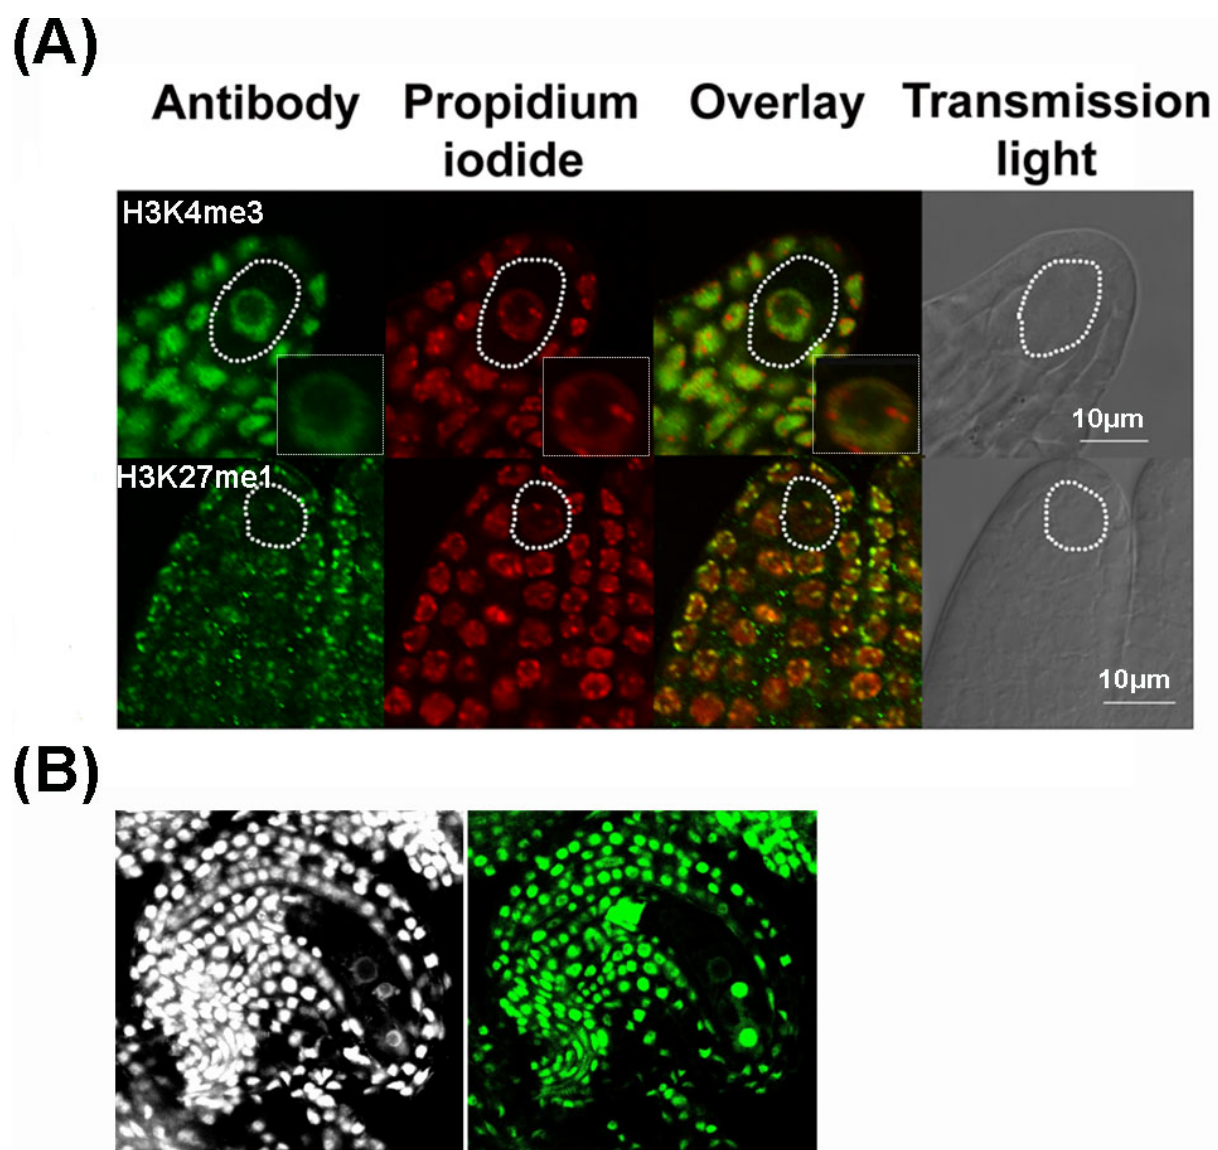 (A)
Antibody Propidium iodide Overlay Transmission light
H3K4me3
10µm
H3K27me1
10µm
(B)